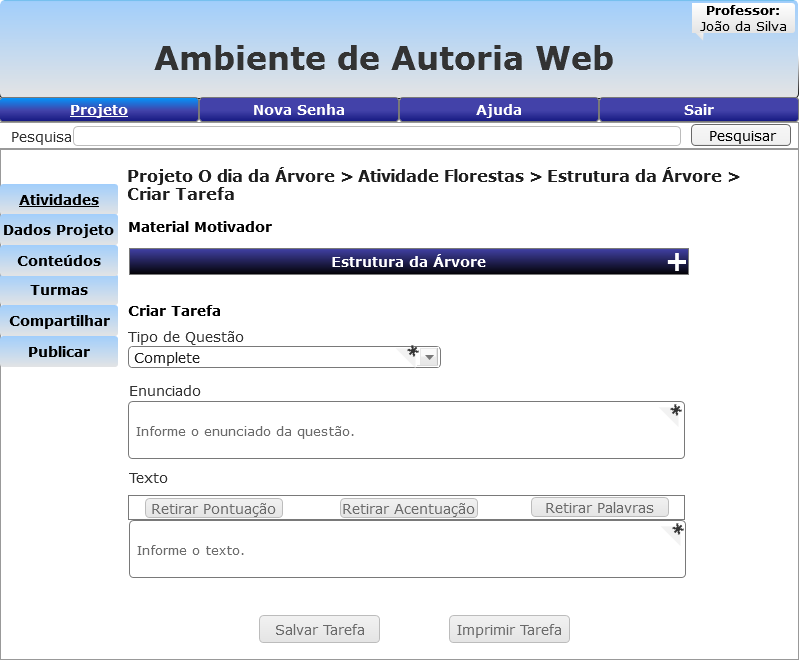 Professor:
João da Silva
Ambiente de Autoria Web
Projeto
Nova Senha
Ajuda
Sair
Pesquisa
Pesquisar
Projeto O dia da Árvore > Atividade Florestas > Estrutura da Árvore >
Criar Tarefa
Atividades
Dados Projeto
Conteúdos
Turmas
Compartilhar
Publicar
Material Motivador
Estrutura da Árvore +
Criar Tarefa
Tipo de Questão
Complete *
Enunciado
*
Informe o enunciado da questão.
Texto
Retirar Pontuação
Retirar Acentuação
Retirar Palavras
*
Informe o texto.
Salvar Tarefa
Imprimir Tarefa